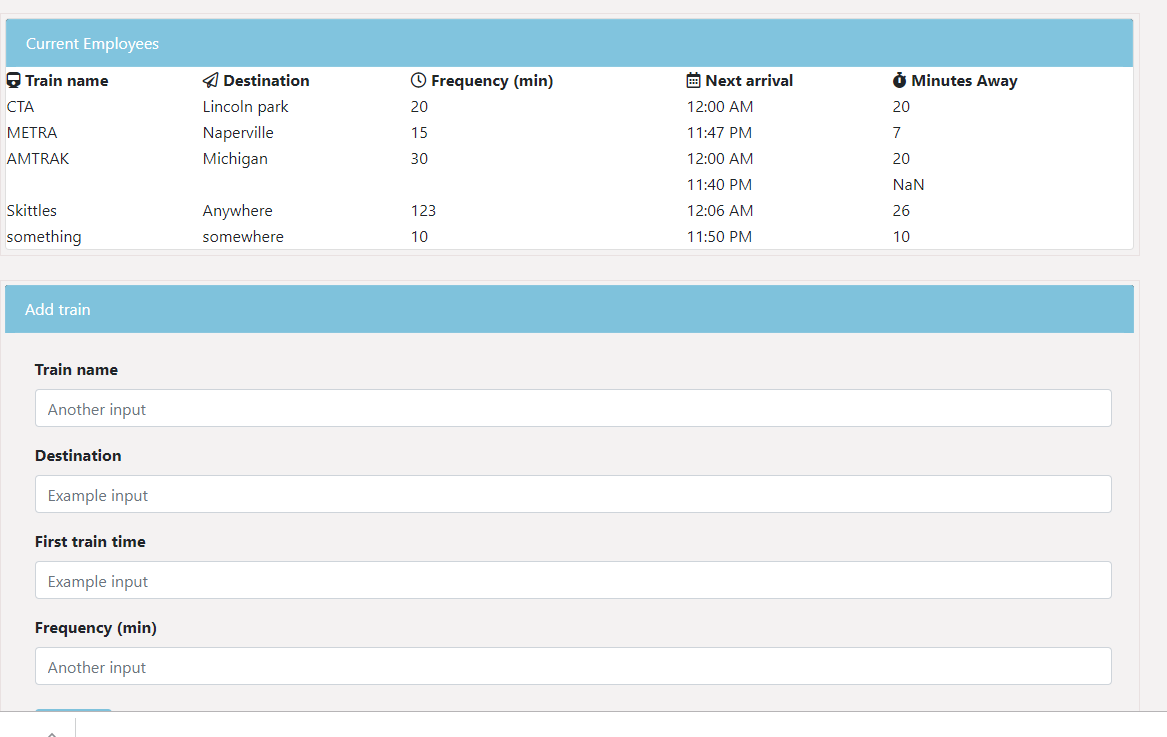 Current Employees
Train name Destination Frequency (min) Next arrival Minutes Away
CTA Lincoln park 20 12:00 AM 20
METRA Naperville 15 11:47 PM 7
AMTRAK Michigan 30 12:00 AM 20
11:40 PM NaN
Skittles Anywhere 123 12:06 AM 26
something somewhere 10 11:50 PM 10
Add train
Train name
Another input
Destination
Example input
First train time
Example input
Frequency (min)
Another input